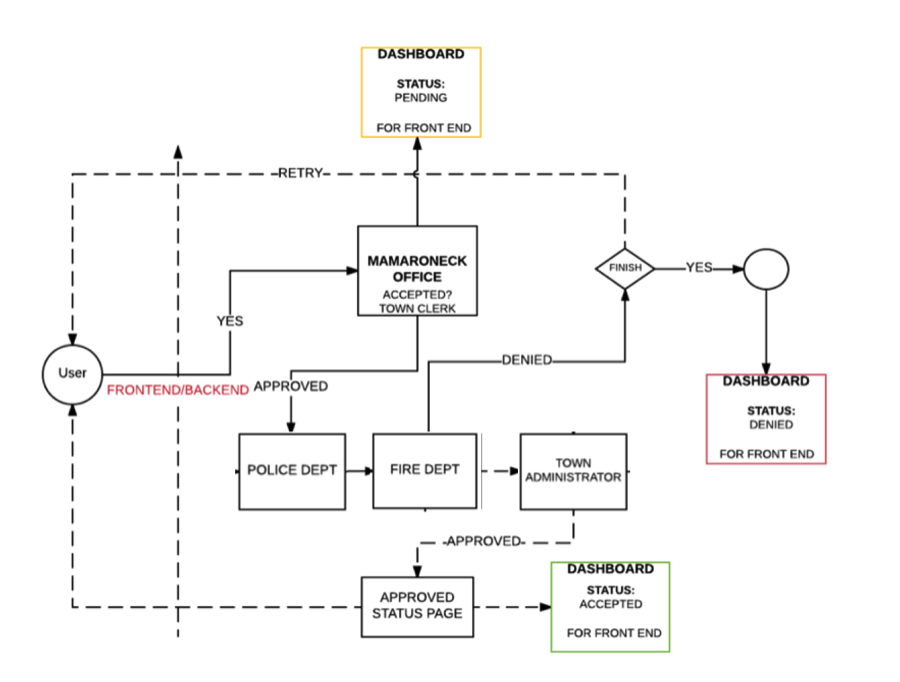 DASHBOARD
STATUS:
PENDING
FOR FRONT END
RETRY
MAMARONECK
OFFICE
ACCEPTED?
TOWN CLERK
FINISH
YES
YES
User
FRONTEND/BACKEND
APPROVED
DENIED
DASHBOARD
STATUS:
DENIED
FOR FRONT END
POLICE DEPT
FIRE DEPT
TOWN
ADMINISTRATOR
APPROVED
APPROVED
STATUS PAGE
DASHBOARD
STATUS:
ACCEPTED
FOR FRONT END